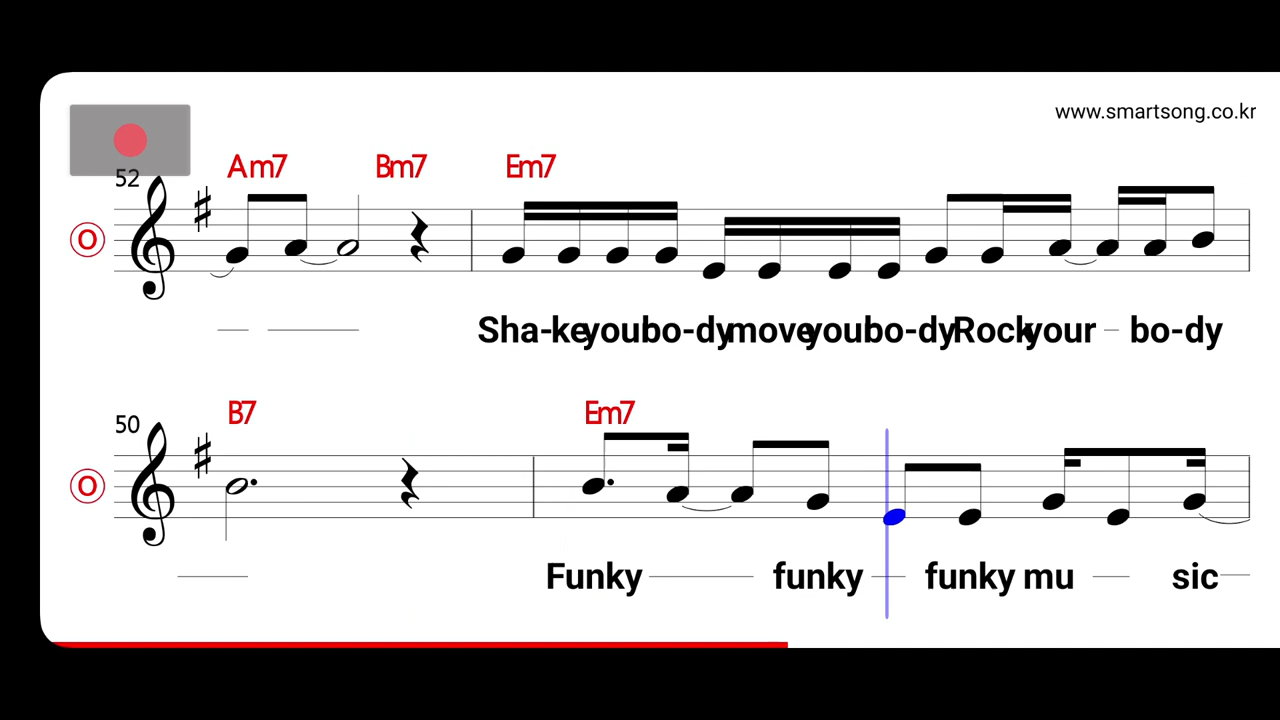 www.smartsong.co.kr
Am7 Bm7 Em7
52
O
Sha-ke you bo-dy move you bo-dy Rock your bo-dy
B7 Em7
50
O
Funky funky funky mu sic